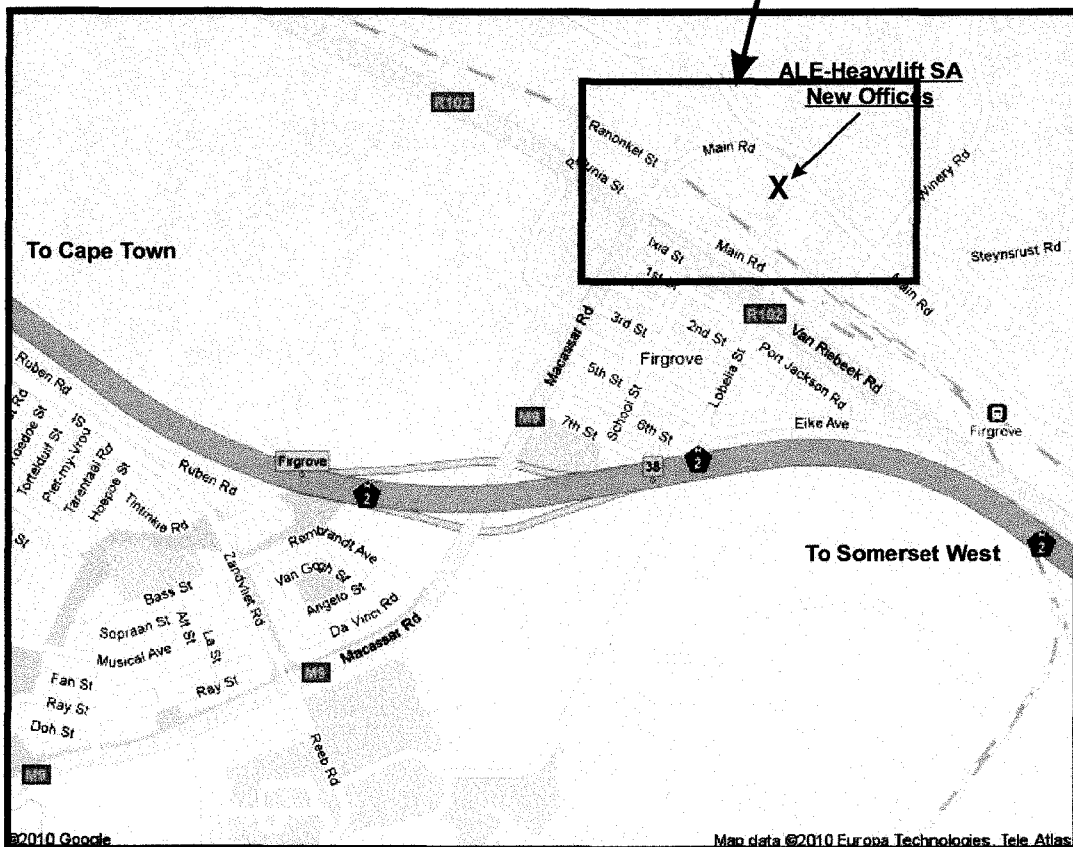 ALE-Heavylift SA
New Offices
R102
Ranonkel St
Main Rd
Winery Rd
To Cape Town
Ixia St
Main Rd
Steynsrust Rd
1st St
Main Rd
R102
Macassar Rd
3rd St
2nd St
Van Riebeek Rd
Firgrove
Port Jackson Rd
Ruben Rd
5th St
Lobelia St
School St
M9
7th St
6th St
Eike Ave
Firgrove
Firgrove
38
2
2
2
Ruben Rd
Piet-my-Vrou
Tarentaal Rd
Hoepoe St
Tintinkie Rd
St
Rembrandt Ave
To Somerset West
Zandvliet Rd
Van Gogh St
Bass St
Angelo St
Da Vinci Rd
Sopraan St
Alt St
La St
Macassar Rd
Musical Ave
M9
Fah St
Ray St
Ray St
Doh St
Reeb Rd
M9
©2010 Google
Map data ©2010 Europa Technologies, Tele Atlas